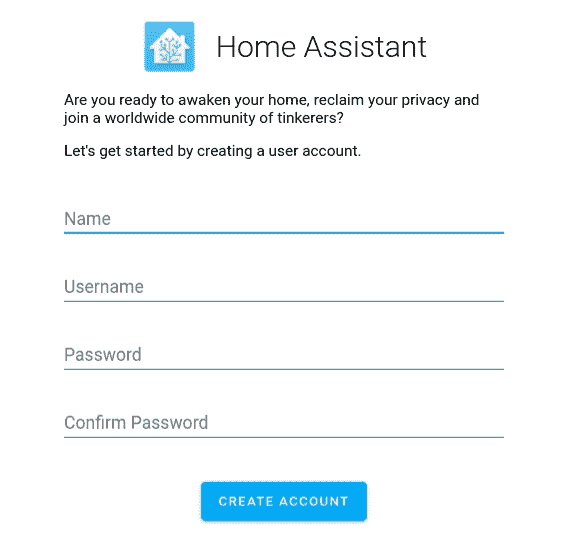 Home Assistant
Are you ready to awaken your home, reclaim your privacy and
join a worldwide community of tinkerers?
Let's get started by creating a user account.
Name
Username
Password
Confirm Password
CREATE ACCOUNT